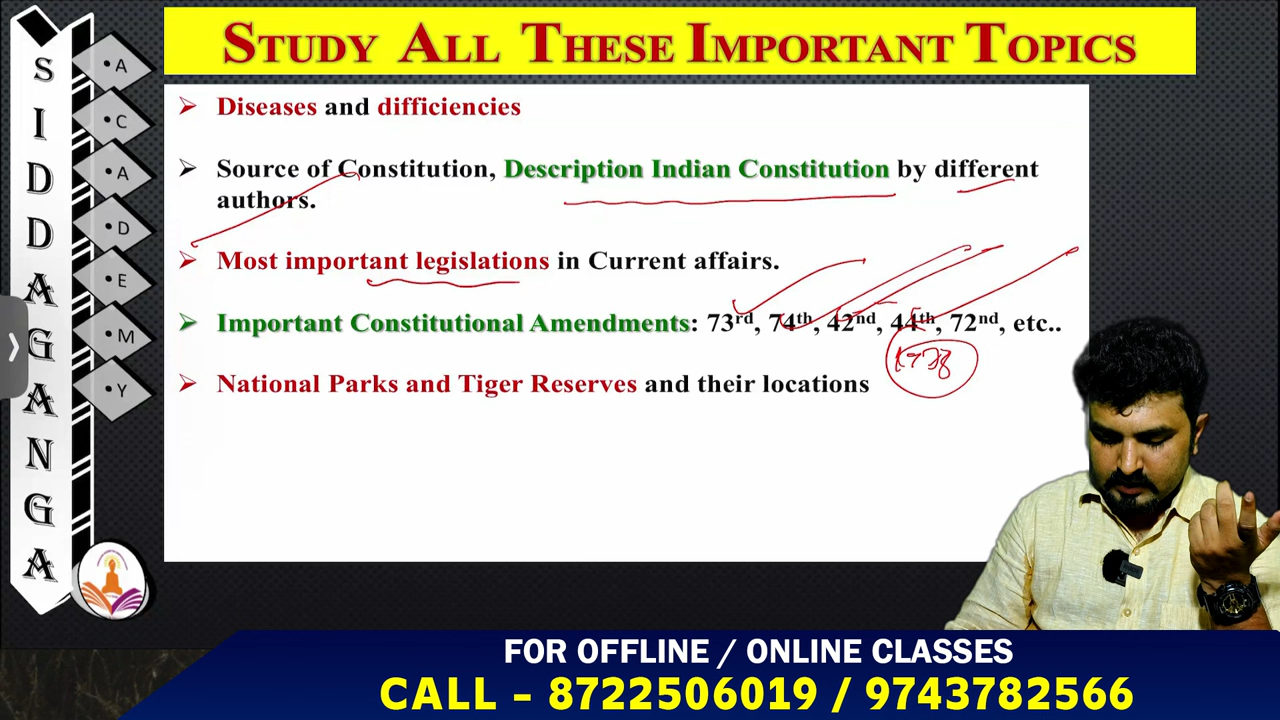 STUDY ALL THESE IMPORTANT TOPICS
SIDDAGANGA
ACADEMY
➢ Diseases and difficiencies
➢ Source of Constitution, Description Indian Constitution by different
authors.
➢ Most important legislations in Current affairs.
➢ Important Constitutional Amendments: 73rd, 74th, 42nd, 44th, 72nd, etc..
1978
➢ National Parks and Tiger Reserves and their locations
FOR OFFLINE / ONLINE CLASSES
CALL - 8722506019 / 9743782566